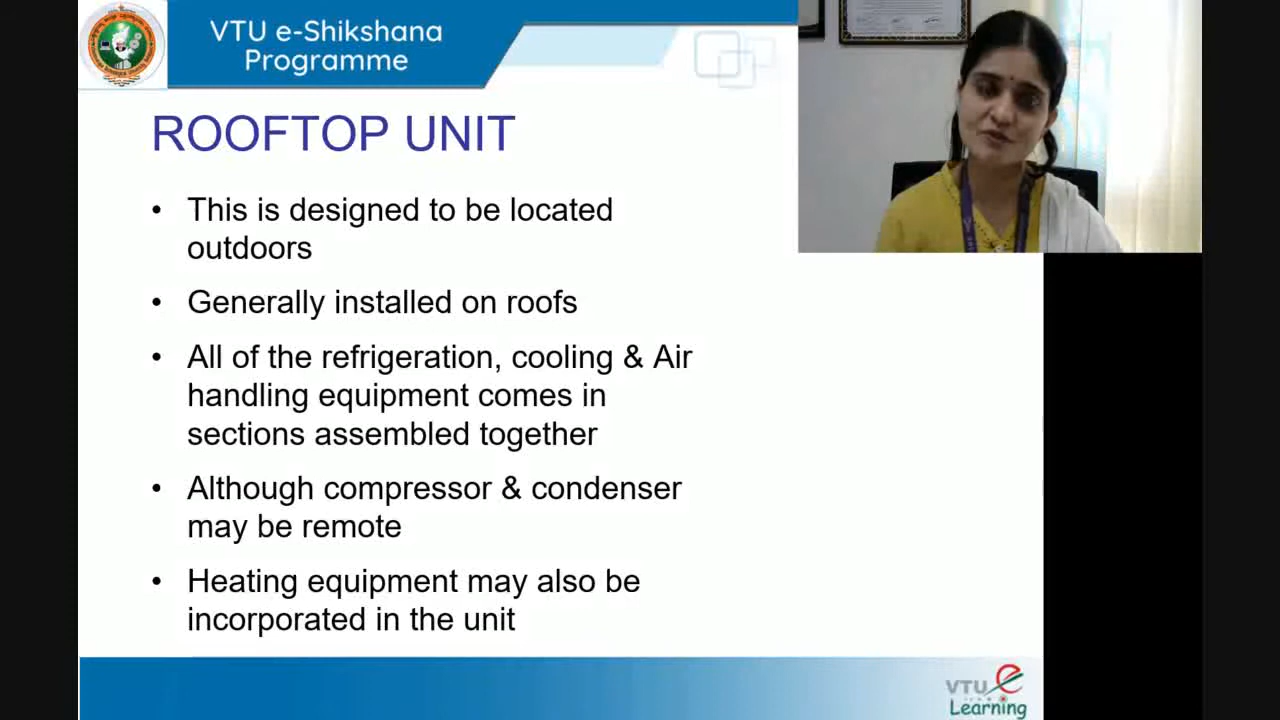 VTU e-Shikshana
Programme
ROOFTOP UNIT
• This is designed to be located
outdoors
• Generally installed on roofs
• All of the refrigeration, cooling & Air
handling equipment comes in
sections assembled together
• Although compressor & condenser
may be remote
• Heating equipment may also be
incorporated in the unit
VTU e
Learning